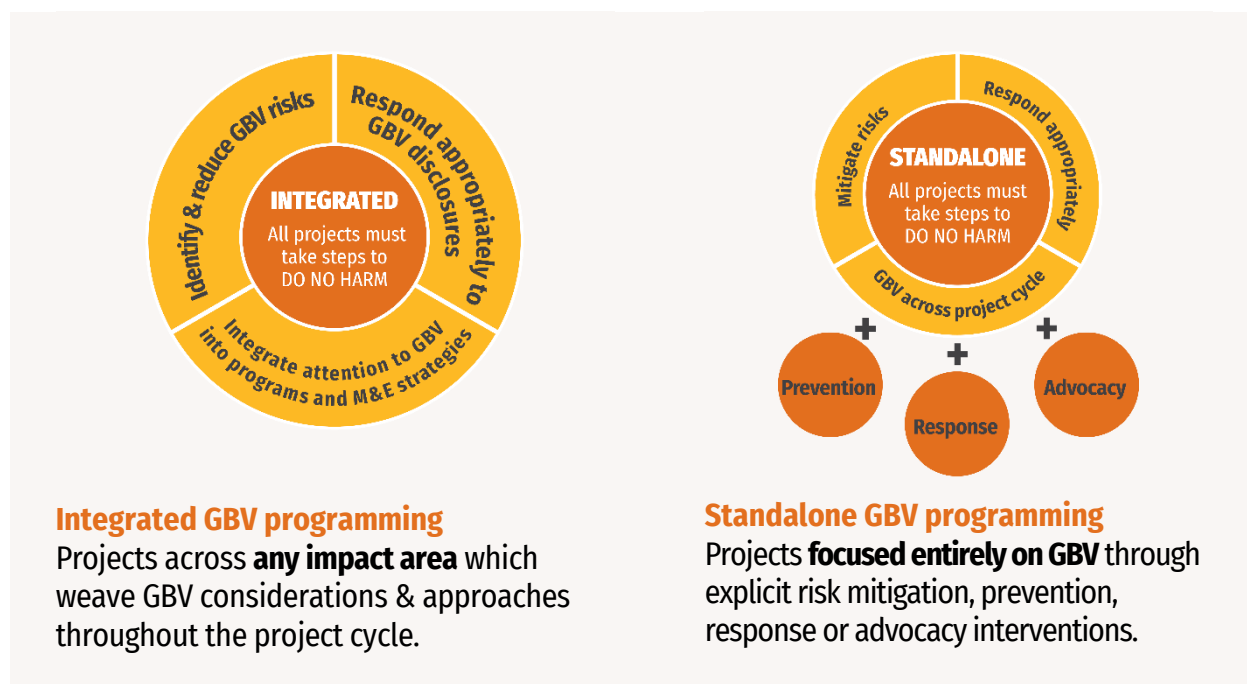 Identify & reduce GBV risks
Respond appropriately to
GBV disclosures
INTEGRATED
All projects must
take steps to
DO NO HARM
Integrate attention to GBV
into programs and M&E strategies
Integrated GBV programming
Projects across any impact area which
weave GBV considerations & approaches
throughout the project cycle.
Mitigate risks
Respond appropriately
STANDALONE
All projects must
take steps to
DO NO HARM
GBV across project cycle
+
+
+
Prevention
Response
Advocacy
Standalone GBV programming
Projects focused entirely on GBV through
explicit risk mitigation, prevention,
response or advocacy interventions.